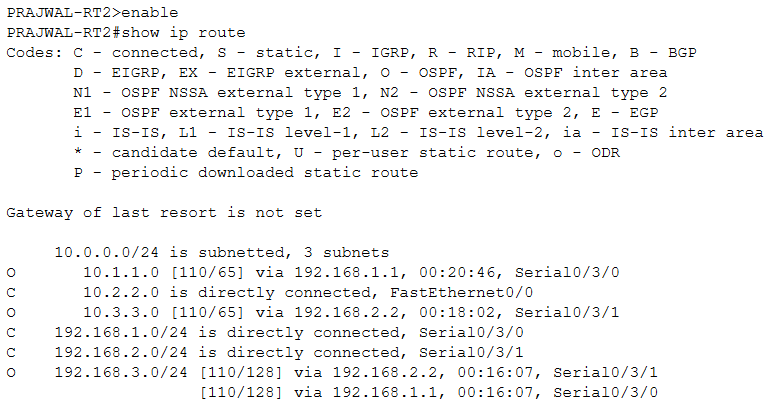 PRAJWAL-RT2>enable
PRAJWAL-RT2#show ip route
Codes: C - connected, S - static, I - IGRP, R - RIP, M - mobile, B - BGP
       D - EIGRP, EX - EIGRP external, O - OSPF, IA - OSPF inter area
       N1 - OSPF NSSA external type 1, N2 - OSPF NSSA external type 2
       E1 - OSPF external type 1, E2 - OSPF external type 2, E - EGP
       i - IS-IS, L1 - IS-IS level-1, L2 - IS-IS level-2, ia - IS-IS inter area
       * - candidate default, U - per-user static route, o - ODR
       P - periodic downloaded static route

Gateway of last resort is not set

     10.0.0.0/24 is subnetted, 3 subnets
O       10.1.1.0 [110/65] via 192.168.1.1, 00:20:46, Serial0/3/0
C       10.2.2.0 is directly connected, FastEthernet0/0
O       10.3.3.0 [110/65] via 192.168.2.2, 00:18:02, Serial0/3/1
C    192.168.1.0/24 is directly connected, Serial0/3/0
C    192.168.2.0/24 is directly connected, Serial0/3/1
O    192.168.3.0/24 [110/128] via 192.168.2.2, 00:16:07, Serial0/3/1
                    [110/128] via 192.168.1.1, 00:16:07, Serial0/3/0